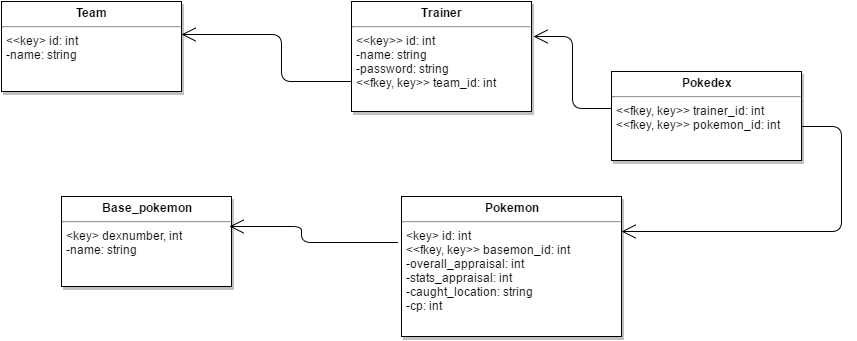 Team
<<key> id: int
-name: string
Trainer
<<key>> id: int
-name: string
-password: string
<<fkey, key>> team_id: int
Pokedex
<<fkey, key>> trainer_id: int
<<fkey, key>> pokemon_id: int
Base_pokemon
<key> dexnumber, int
-name: string
Pokemon
<key> id: int
<<fkey, key>> basemon_id: int
-overall_appraisal: int
-stats_appraisal: int
-caught_location: string
-cp: int